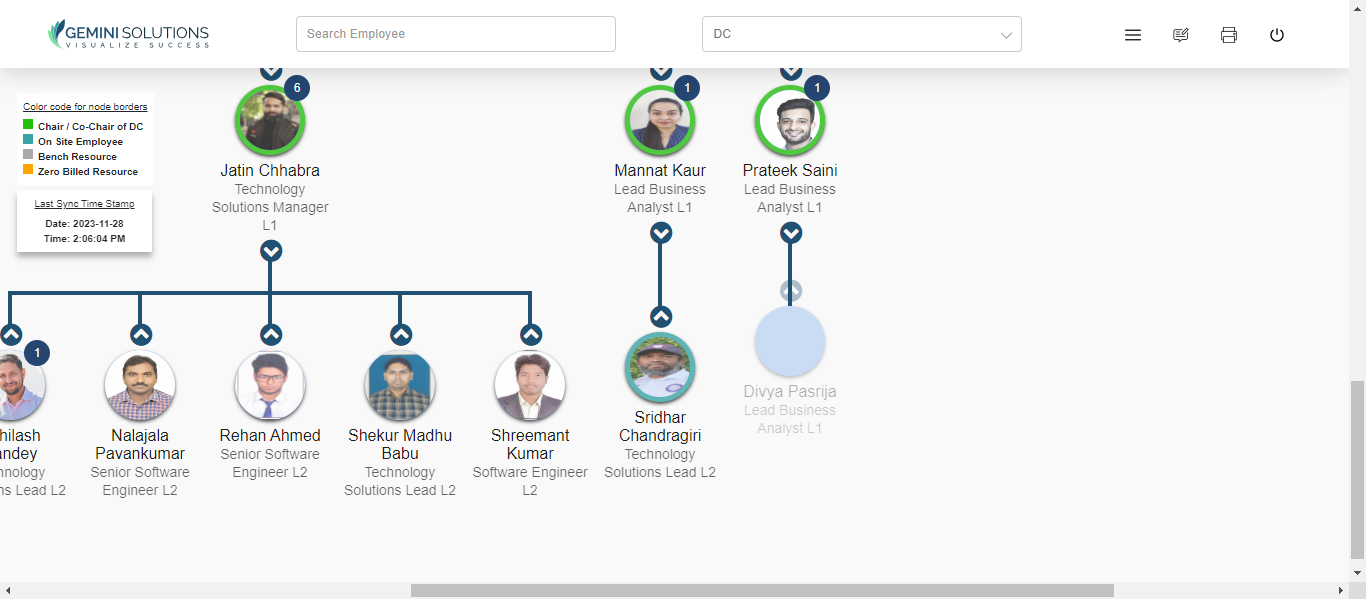 GEMINI SOLUTIONS
VISUALIZE SUCCESS
Search Employee
DC
Color code for node borders
Chair / Co-Chair of DC
On Site Employee
Bench Resource
Zero Billed Resource
Last Sync Time Stamp
Date: 2023-11-28
Time: 2:06:04 PM
6
Jatin Chhabra
Technology
Solutions Manager
L1
1
Mannat Kaur
Lead Business
Analyst L1
1
Prateek Saini
Lead Business
Analyst L1
1
hilash
ndey
nology
ns Lead L2
Nalajala
Pavankumar
Senior Software
Engineer L2
Rehan Ahmed
Senior Software
Engineer L2
Shekur Madhu
Babu
Technology
Solutions Lead L2
Shreemant
Kumar
Software Engineer
L2
Sridhar
Chandragiri
Technology
Solutions Lead L2
Divya Pasrija
Lead Business
Analyst L1